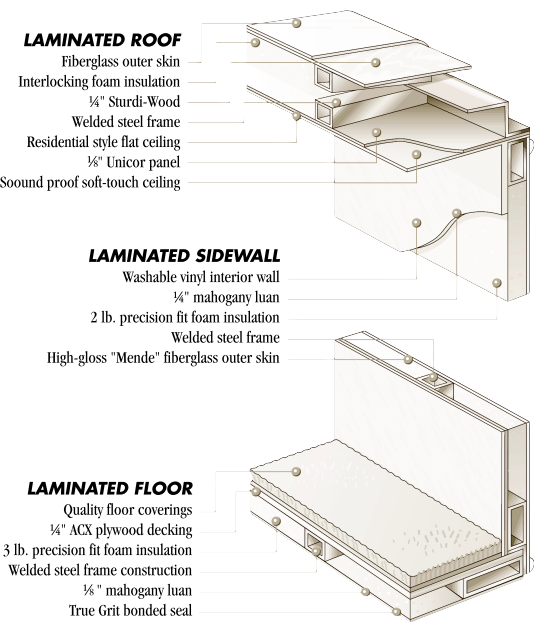 LAMINATED ROOF
Fiberglass outer skin
Interlocking foam insulation
¼" Sturdi-Wood
Welded steel frame
Residential style flat ceiling
⅛" Unicor panel
Soound proof soft-touch ceiling
LAMINATED SIDEWALL
Washable vinyl interior wall
¼" mahogany luan
2 lb. precision fit foam insulation
Welded steel frame
High-gloss "Mende" fiberglass outer skin
LAMINATED FLOOR
Quality floor coverings
¼" ACX plywood decking
3 lb. precision fit foam insulation
Welded steel frame construction
⅛ " mahogany luan
True Grit bonded seal